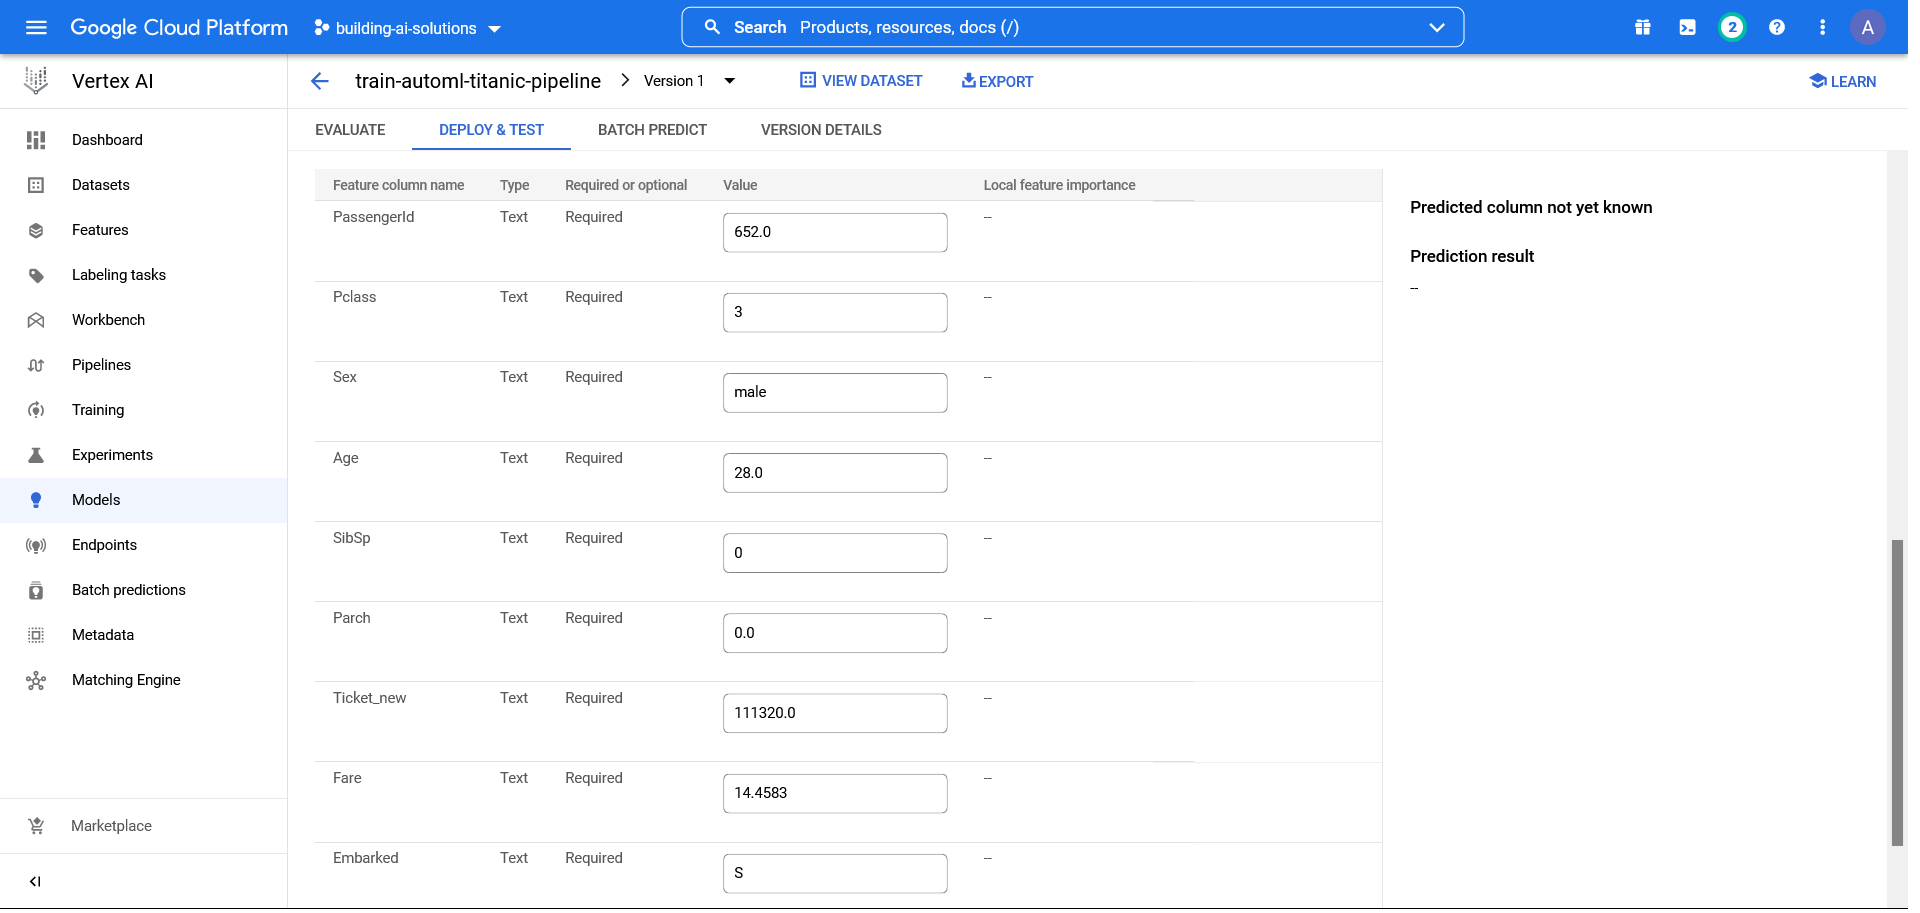 Google Cloud Platform building-ai-solutions Search Products, resources, docs (/) 2 A
Vertex AI
Dashboard
Datasets
Features
Labeling tasks
Workbench
Pipelines
Training
Experiments
Models
Endpoints
Batch predictions
Metadata
Matching Engine
Marketplace
train-automl-titanic-pipeline Version 1 VIEW DATASET EXPORT LEARN
EVALUATE DEPLOY & TEST BATCH PREDICT VERSION DETAILS
Feature column name Type Required or optional Value Local feature importance
PassengerId Text Required 652.0 --
Pclass Text Required 3 --
Sex Text Required male --
Age Text Required 28.0 --
SibSp Text Required 0 --
Parch Text Required 0.0 --
Ticket_new Text Required 111320.0 --
Fare Text Required 14.4583 --
Embarked Text Required S --
Predicted column not yet known
Prediction result
--